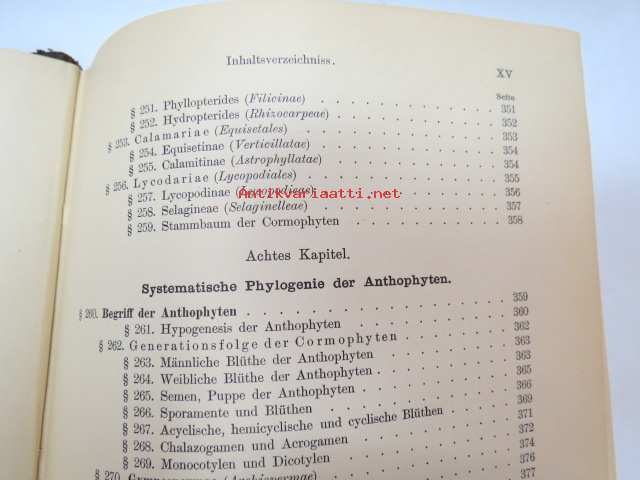 Inhaltsverzeichniss.
XV
Seite
§ 251. Phyllopterides (Filicinae) 351
§ 252. Hydropterides (Rhizocarpeae) 352
§ 253. Calamariae (Equisetales) 353
§ 254. Equisetinae (Verticillatae) 354
§ 255. Calamitinae (Astrophyllatae) 354
§ 256. Lycodariae (Lycopodiales) 355
§ 257. Lycopodinae (Lycopodieae) 356
Antikvariaatti.net
§ 258. Selagineae (Selaginelleae) 357
§ 259. Stammbaum der Cormophyten 358
Achtes Kapitel.
Systematische Phylogenie der Anthophyten.
§ 260. Begriff der Anthophyten 359
§ 261. Hypogenesis der Anthophyten 360
§ 262. Generationsfolge der Cormophyten 362
§ 263. Männliche Blüthe der Anthophyten 363
§ 264. Weibliche Blüthe der Anthophyten 363
§ 265. Semen, Puppe der Anthophyten 365
§ 266. Sporamente und Blüthen 366
§ 267. Acyclische, hemicyclische und cyclische Blüthen 369
§ 268. Chalazogamen und Acrogamen 371
§ 269. Monocotylen und Dicotylen 372
§ 270. 374
376
377